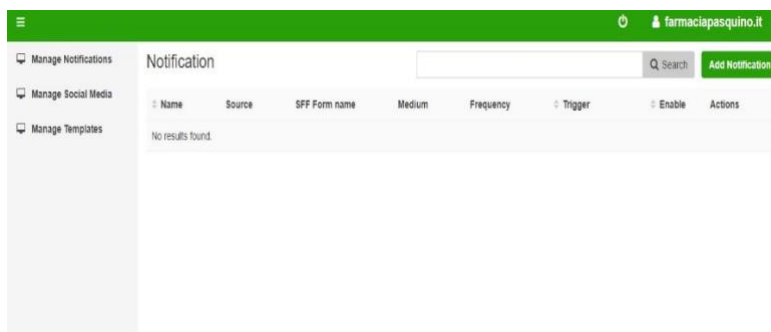 farmaciapasquino.it
Manage Notifications
Manage Social Media
Manage Templates
Notification
Search
Add Notification
Name Source SFF Form name Medium Frequency Trigger Enable Actions
No results found.